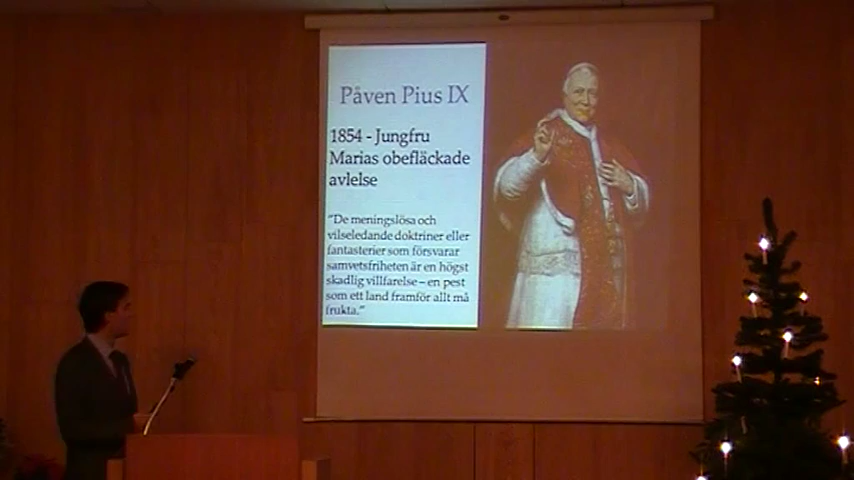 Påven Pius IX
1854 - Jungfru
Marias obefläckade
avlelse
"De meningslösa och
vilseledande doktriner eller
fantasterier som försvarar
samvetsfriheten är en högst
skadlig villfarelse – en pest
som ett land framför allt må
frukta."